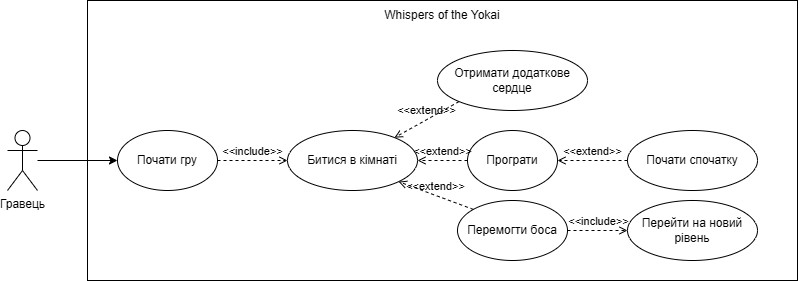 Whispers of the Yokai
Отримати додаткове
сердце
<<extend>>
Гравець
Почати гру
<<include>>
Битися в кімнаті
<<extend>>
Програти
<<extend>>
Почати спочатку
<<extend>>
Перемогти боса
<<include>>
Перейти на новий
рівень